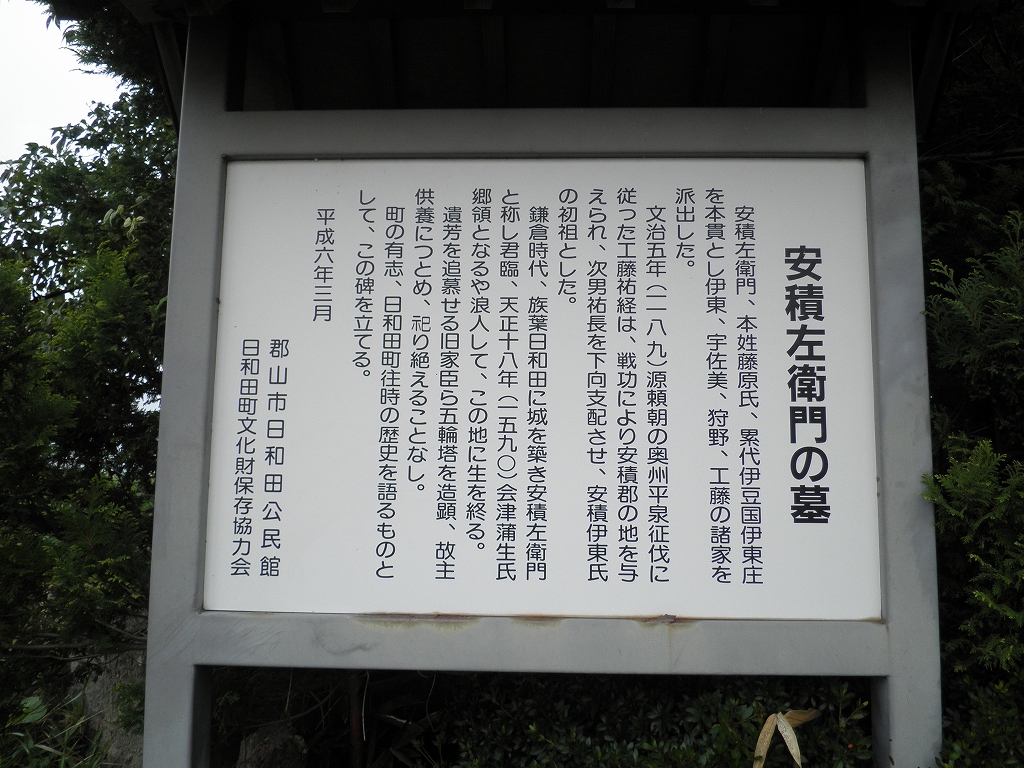 安積左衛門の墓
安積左衛門、本姓藤原氏、累代伊豆国伊東庄
を本貫とし伊東、宇佐美、狩野、工藤の諸家を
派出した。
文治五年(一一八九)源頼朝の奥州平泉征伐に
従った工藤祐経は、戦功により安積郡の地を与
えられ、次男祐長を下向支配させ、安積伊東氏
の初祖とした。
鎌倉時代、族葉日和田に城を築き安積左衛門
と称し君臨、天正十八年(一五九〇)会津蒲生氏
郷領となるや浪人して、この地に生を終る。
遺芳を追慕せる旧家臣ら五輪塔を造顕、故主
供養につとめ、祀り絶えることなし。
町の有志、日和田町往時の歴史を語るものと
して、この碑を立てる。
平成六年三月
郡山市日和田公民館
日和田町文化財保存協力会